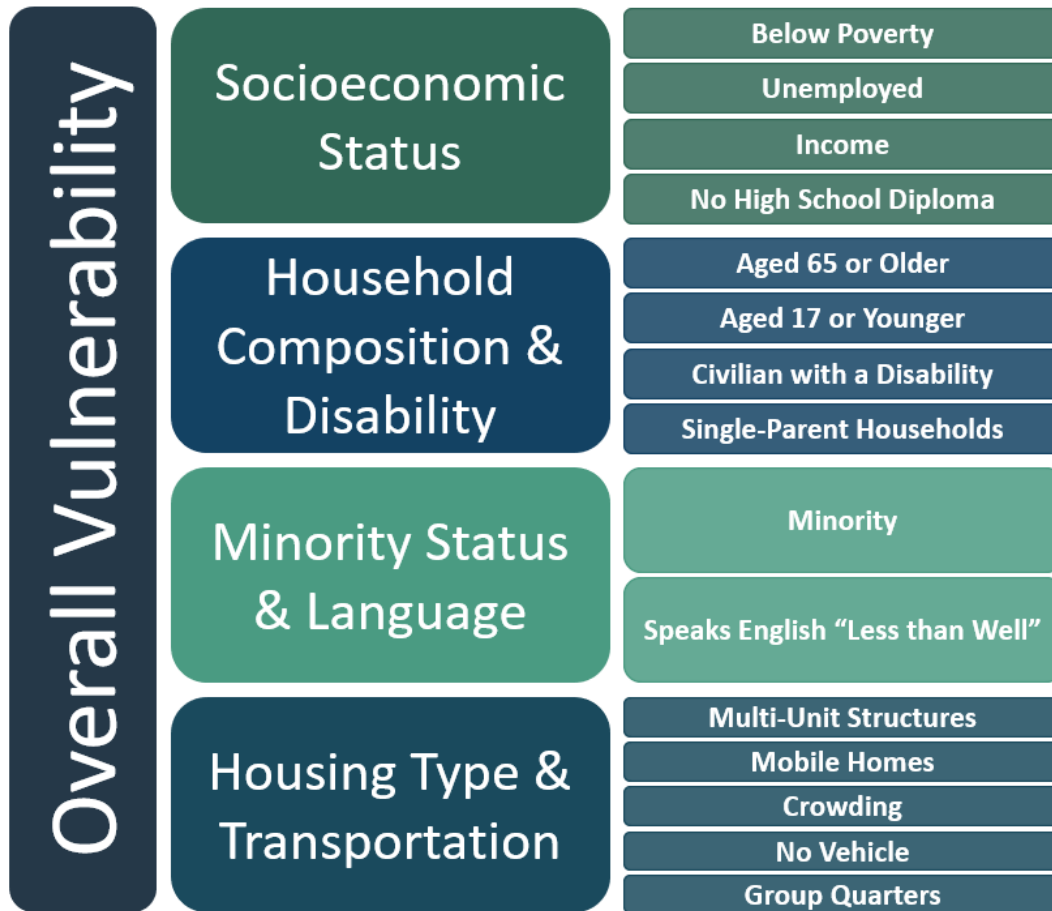 Overall Vulnerability
Socioeconomic
Status
Below Poverty
Unemployed
Income
No High School Diploma
Household
Composition &
Disability
Aged 65 or Older
Aged 17 or Younger
Civilian with a Disability
Single-Parent Households
Minority Status
& Language
Minority
Speaks English “Less than Well”
Housing Type &
Transportation
Multi-Unit Structures
Mobile Homes
Crowding
No Vehicle
Group Quarters